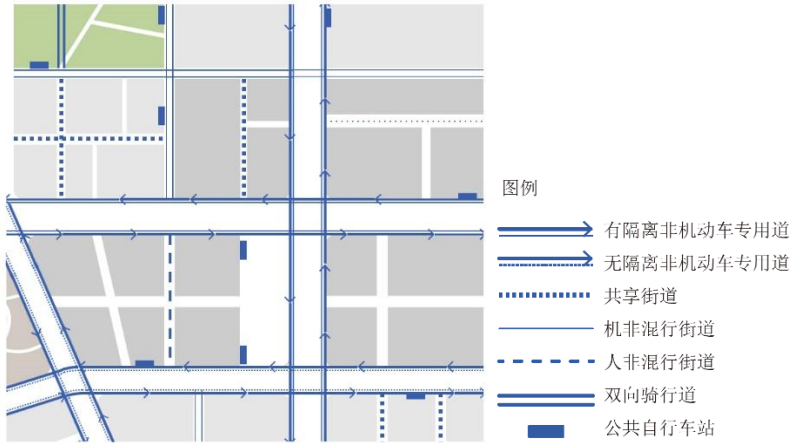 图例
有隔离非机动车专用道
无隔离非机动车专用道
共享街道
机非混行街道
人非混行街道
双向骑行道
公共自行车站